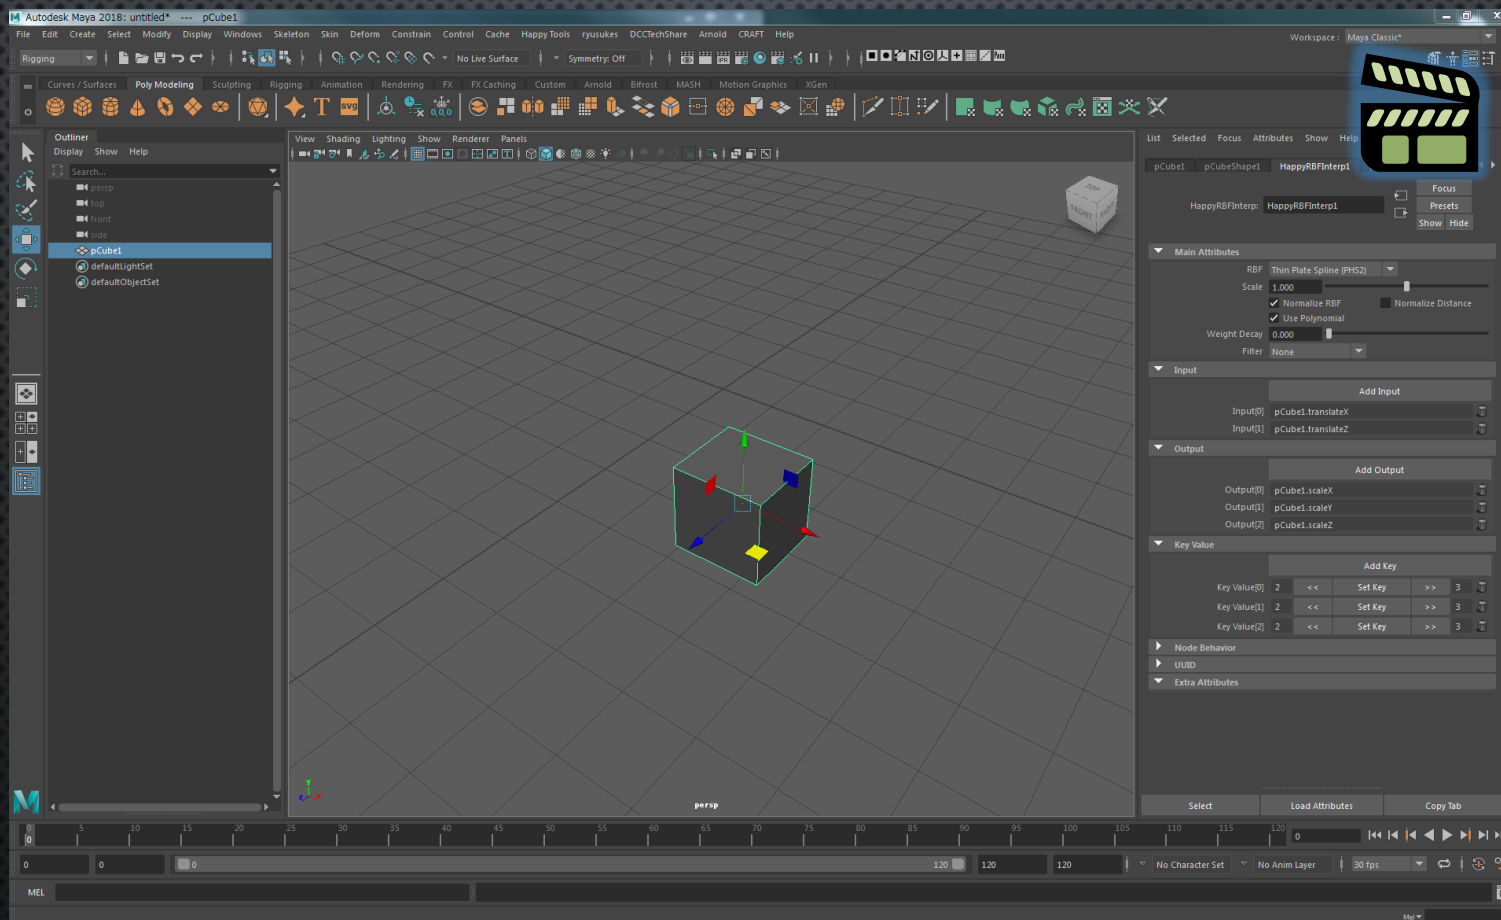 Autodesk Maya 2018: untitled* --- pCube1
File Edit Create Select Modify Display Windows Skeleton Skin Deform Constrain Control Cache Happy Tools ryusukes DCCTechShare Arnold CRAFT Help
Workspace : Maya Classic*
Rigging No Live Surface Symmetry: Off
Curves / Surfaces Poly Modeling Sculpting Rigging Animation Rendering FX FX Caching Custom Arnold Bifrost MASH Motion Graphics XGen
T SVG 0,0,0
Outliner
Display Show Help
Search...
persp
top
front
side
pCube1
defaultLightSet
defaultObjectSet
View Shading Lighting Show Renderer Panels
TOP
FRONT RIGHT
persp
List Selected Focus Attributes Show Help
pCube1 pCubeShape1 HappyRBFInterp1
Focus
HappyRBFInterp: HappyRBFInterp1 Presets
Show Hide
Main Attributes
RBF Thin Plate Spline (PHS2)
Scale 1.000
Normalize RBF Normalize Distance
Use Polynomial
Weight Decay 0.000
Filter None
Input
Add Input
Input[0] pCube1.translateX
Input[1] pCube1.translateZ
Output
Add Output
Output[0] pCube1.scaleX
Output[1] pCube1.scaleY
Output[2] pCube1.scaleZ
Key Value
Add Key
Key Value[0] 2 << Set Key >> 3
Key Value[1] 2 << Set Key >> 3
Key Value[2] 2 << Set Key >> 3
Node Behavior
UUID
Extra Attributes
Select Load Attributes Copy Tab
0 5 10 15 20 25 30 35 40 45 50 55 60 65 70 75 80 85 90 95 100 105 110 115 120
0 0
0 0 0 120 120 120 No Character Set No Anim Layer 30 fps
MEL
Mel